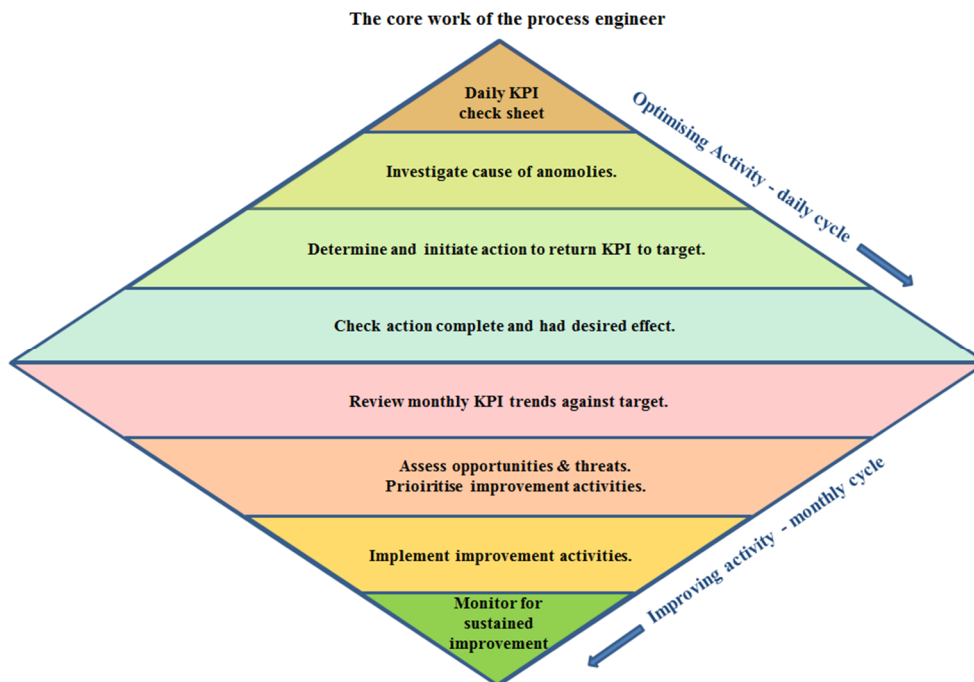 The core work of the process engineer
Daily KPI
check sheet
Optimising Activity - daily cycle
Investigate cause of anomolies.
Determine and initiate action to return KPI to target.
Check action complete and had desired effect.
Review monthly KPI trends against target.
Assess opportunities & threats.
Prioiritise improvement activities.
Improving activity - monthly cycle
Implement improvement activities.
Monitor for
sustained
improvement